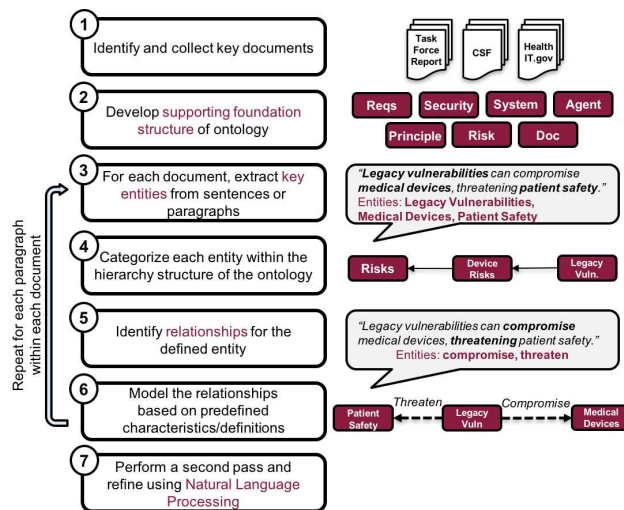 1
Identify and collect key documents
Task
Force
Report
CSF
Health
IT.gov
2
Develop supporting foundation
structure of ontology
Reqs
Security
System
Agent
Principle
Risk
Doc
Repeat for each paragraph
within each document
3
For each document, extract key
entities from sentences or
paragraphs
“Legacy vulnerabilities can compromise
medical devices, threatening patient safety.”
Entities: Legacy Vulnerabilities,
Medical Devices, Patient Safety
4
Categorize each entity within the
hierarchy structure of the ontology
Risks
Device
Risks
Legacy
Vuln.
5
Identify relationships for the
defined entity
“Legacy vulnerabilities can compromise
medical devices, threatening patient safety.”
Entities: compromise, threaten
6
Model the relationships
based on predefined
characteristics/definitions
Patient
Safety
Threaten
Legacy
Vuln
Compromise
Medical
Devices
7
Perform a second pass and
refine using Natural Language
Processing